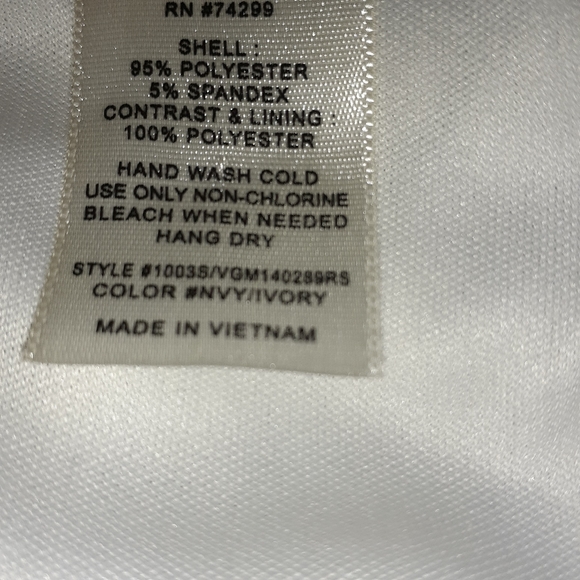 RN #74299
SHELL :
95% POLYESTER
5% SPANDEX
CONTRAST & LINING :
100% POLYESTER
HAND WASH COLD
USE ONLY NON-CHLORINE
BLEACH WHEN NEEDED
HANG DRY
STYLE #10038/VGM140289RS
COLOR #NVY/IVORY
MADE IN VIETNAM